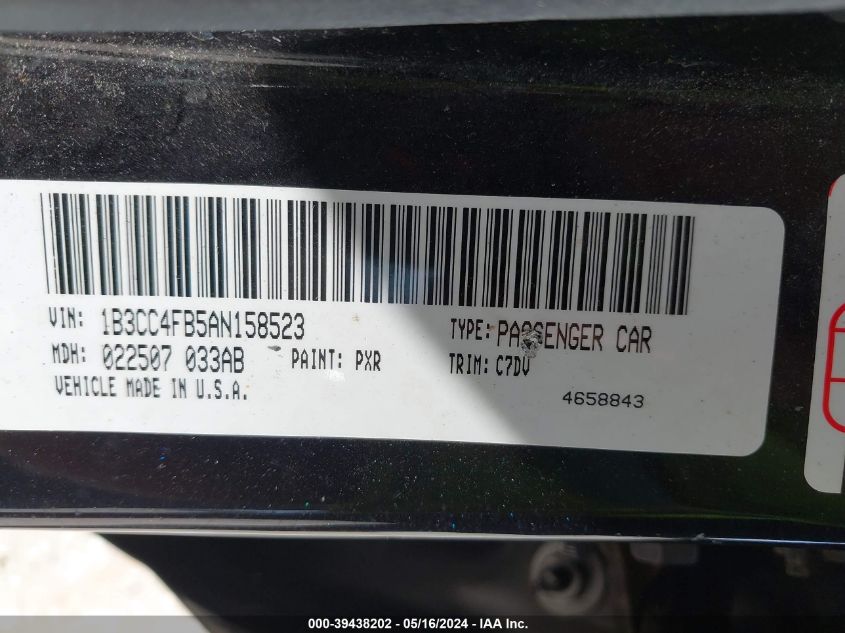 VIN: 1B3CC4FB5AN158523 TYPE: PASSENGER CAR
MDH: 022507 033AB PAINT: PXR TRIM: C7DV
VEHICLE MADE IN U.S.A. 4658843
000-39438202 - 05/16/2024 - IAA Inc.